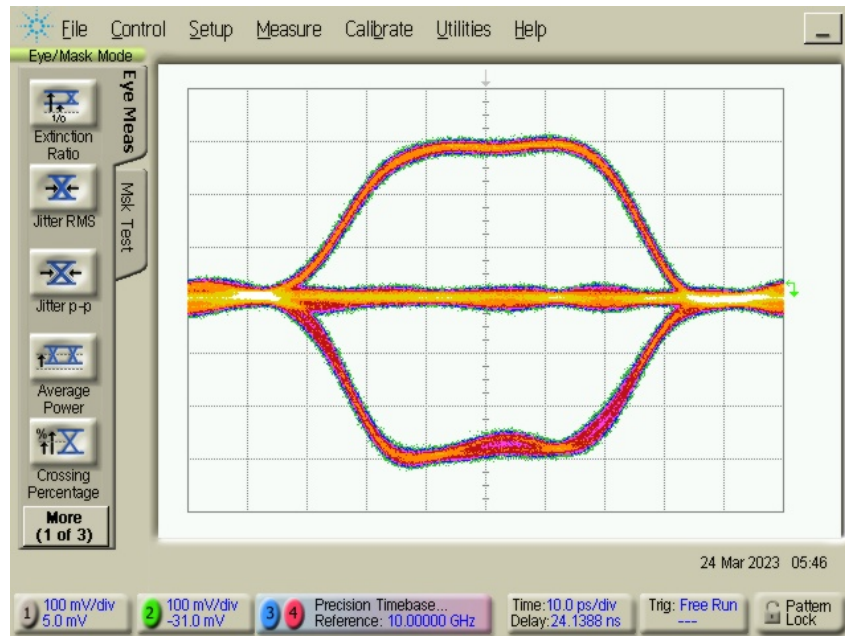 File Control Setup Measure Calibrate Utilities Help
Eye/Mask Mode
Eye Meas
Msk Test
1/0
Extinction
Ratio
Jitter RMS
Jitter p-p
Average
Power
%
Crossing
Percentage
More
(1 of 3)
24 Mar 2023 05:46
1 100 mV/div
5.0 mV
2 100 mV/div
-31.0 mV
3 4 Precision Timebase...
Reference: 10.00000 GHz
Time:10.0 ps/div
Delay:24.1388 ns
Trig: Free Run
---
Pattern
Lock